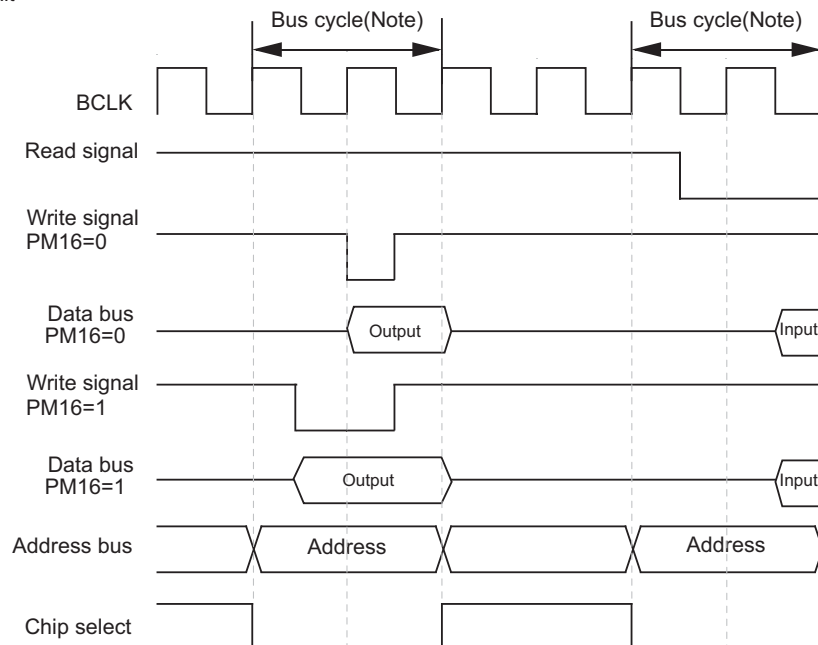 Bus cycle(Note) Bus cycle(Note)
BCLK
Read signal
Write signal
PM16=0
Data bus
PM16=0
Output
Input
Write signal
PM16=1
Data bus
PM16=1
Output
Input
Address bus
Address
Address
Chip select